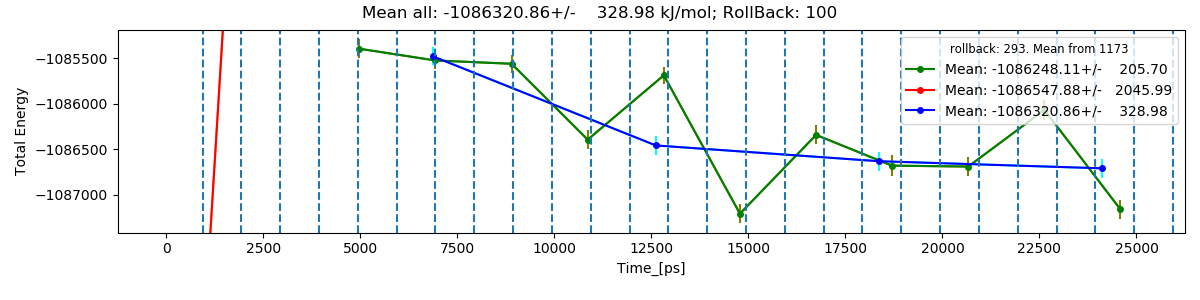 Mean all: -1086320.86+/-    328.98 kJ/mol; RollBack: 100
Total Energy
−1085500
−1086000
−1086500
−1087000
rollback: 293. Mean from 1173
Mean: -1086248.11+/-    205.70
Mean: -1086547.88+/-   2045.99
Mean: -1086320.86+/-    328.98
0 2500 5000 7500 10000 12500 15000 17500 20000 22500 25000
Time_[ps]